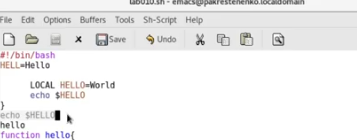 lab010.sh - emacs@pakrestenenko.localdomain
File Edit Options Buffers Tools Sh-Script Help
Save Undo
#!/bin/bash
HELL=Hello
LOCAL HELLO=World
echo $HELLO
}
echo $HELLO
hello
function hello{